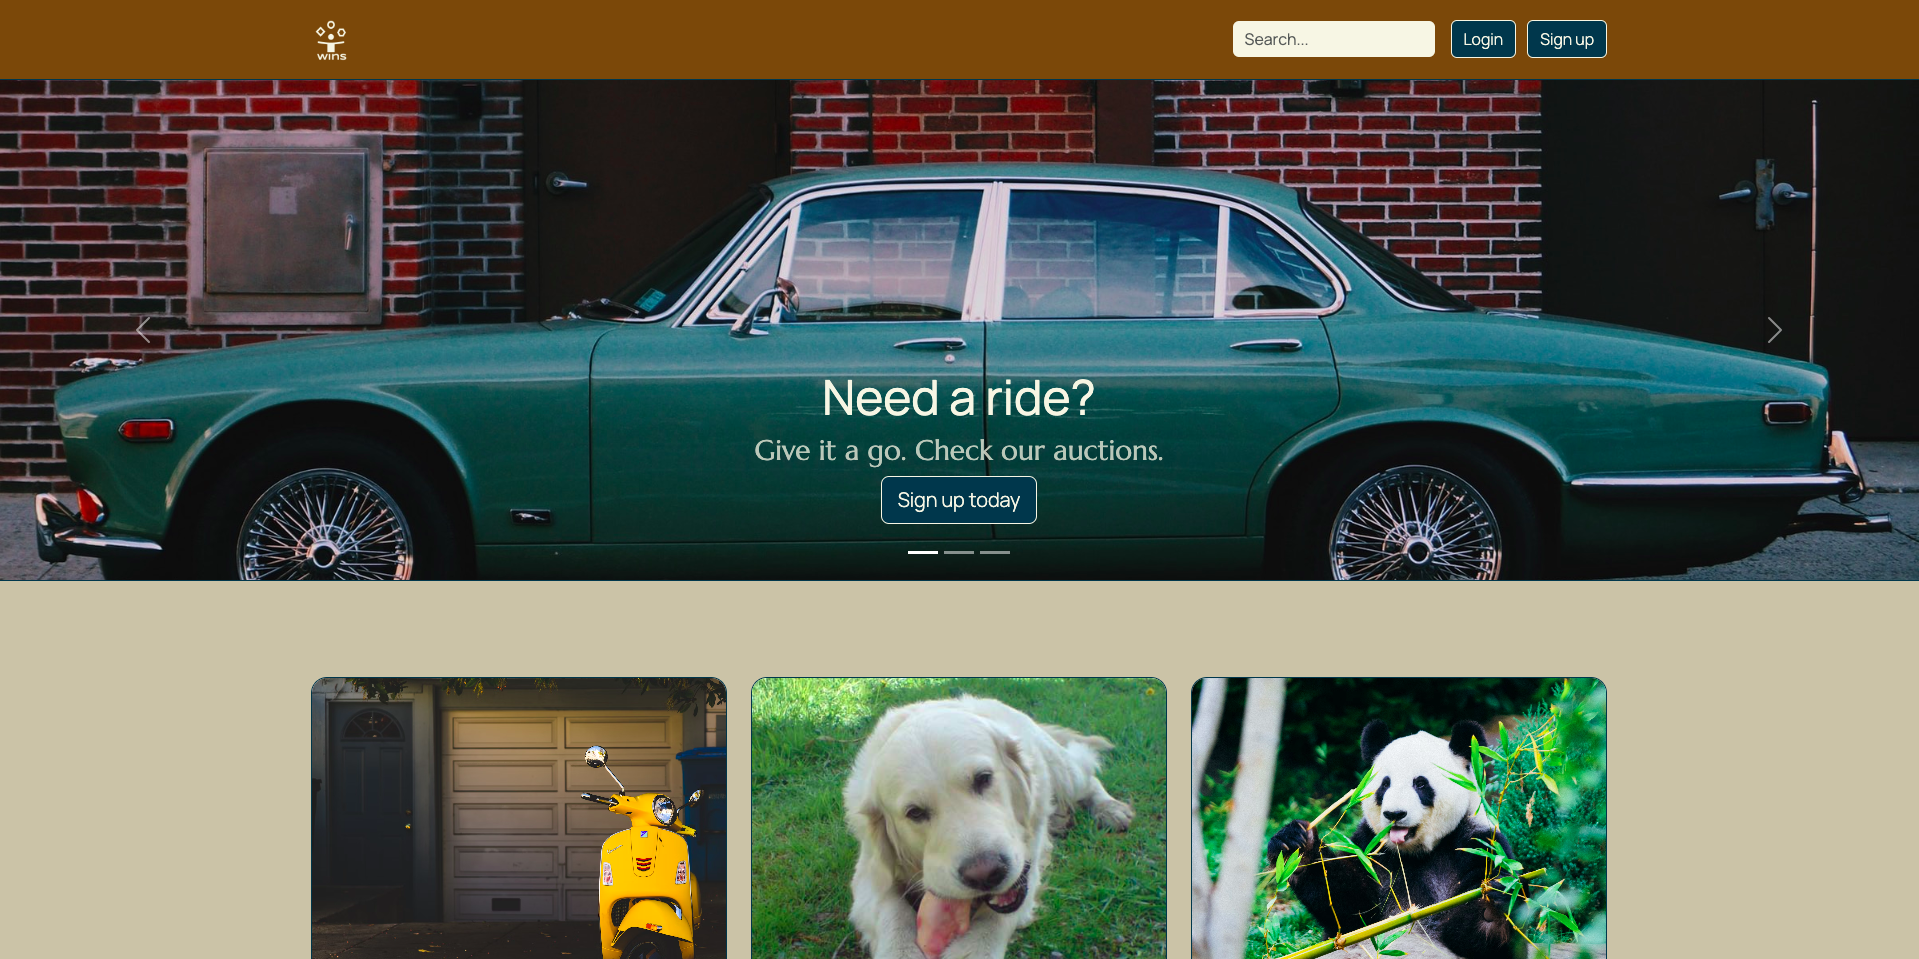 wins
Search...
Login
Sign up
Need a ride?
Give it a go. Check our auctions.
Sign up today